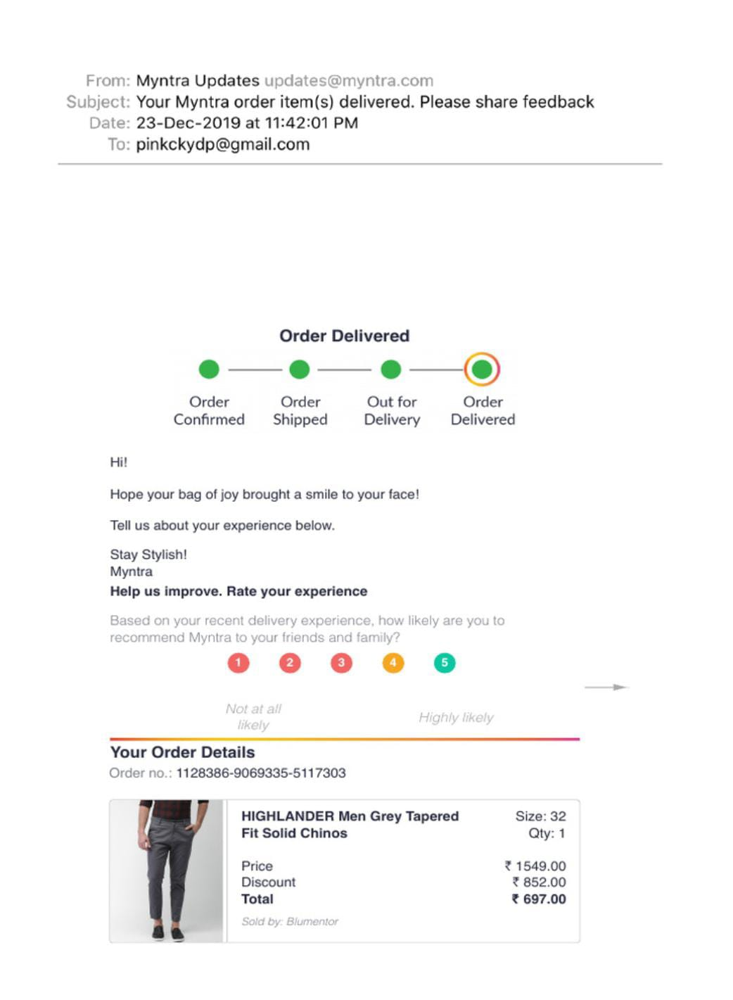 From: Myntra Updates updates@myntra.com
Subject: Your Myntra order item(s) delivered. Please share feedback
Date: 23-Dec-2019 at 11:42:01 PM
To: pinkckydp@gmail.com
Order Delivered
Order Confirmed
Order Shipped
Out for Delivery
Order Delivered
Hi!
Hope your bag of joy brought a smile to your face!
Tell us about your experience below.
Stay Stylish!
Myntra
Help us improve. Rate your experience
Based on your recent delivery experience, how likely are you to
recommend Myntra to your friends and family?
1 2 3 4 5
Not at all likely
Highly likely
Your Order Details
Order no.: 1128386-9069335-5117303
HIGHLANDER Men Grey Tapered Size: 32
Fit Solid Chinos Qty: 1
Price ₹ 1549.00
Discount ₹ 852.00
Total ₹ 697.00
Sold by: Blumentor